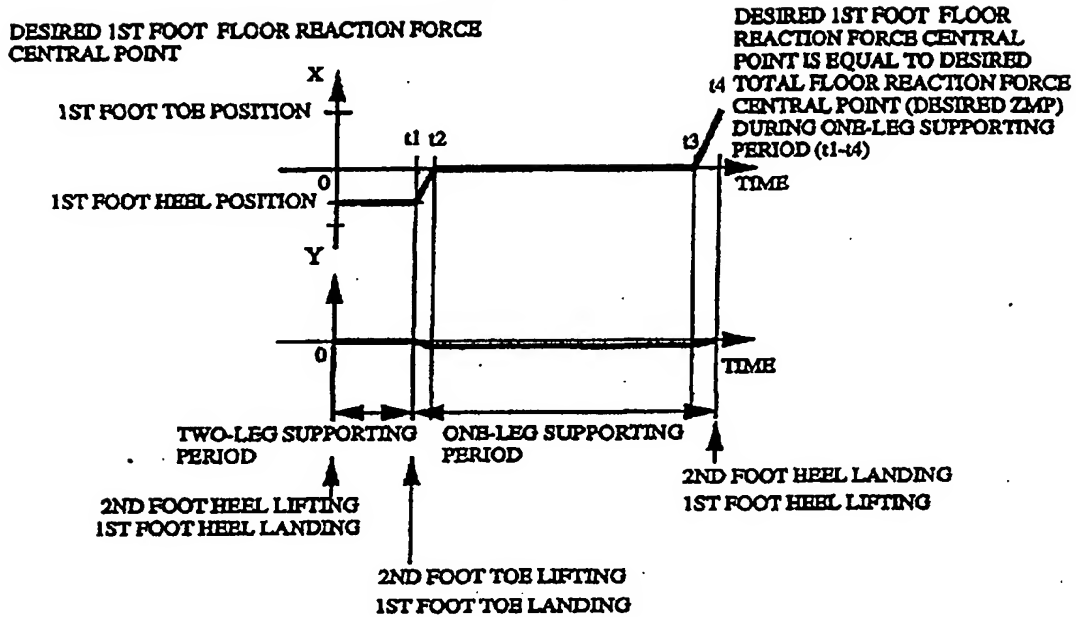 DESIRED 1ST FOOT FLOOR REACTION FORCE
CENTRAL POINT
X
1ST FOOT TOE POSITION
t1
t2
t3
t4
DESIRED 1ST FOOT FLOOR
REACTION FORCE CENTRAL
POINT IS EQUAL TO DESIRED
TOTAL FLOOR REACTION FORCE
CENTRAL POINT (DESIRED ZMP)
DURING ONE-LEG SUPPORTING
PERIOD (t1-t4)
0
TIME
1ST FOOT HEEL POSITION
Y
0
TIME
TWO-LEG SUPPORTING
PERIOD
ONE-LEG SUPPORTING
PERIOD
2ND FOOT HEEL LIFTING
1ST FOOT HEEL LANDING
2ND FOOT HEEL LANDING
1ST FOOT HEEL LIFTING
2ND FOOT TOE LIFTING
1ST FOOT TOE LANDING